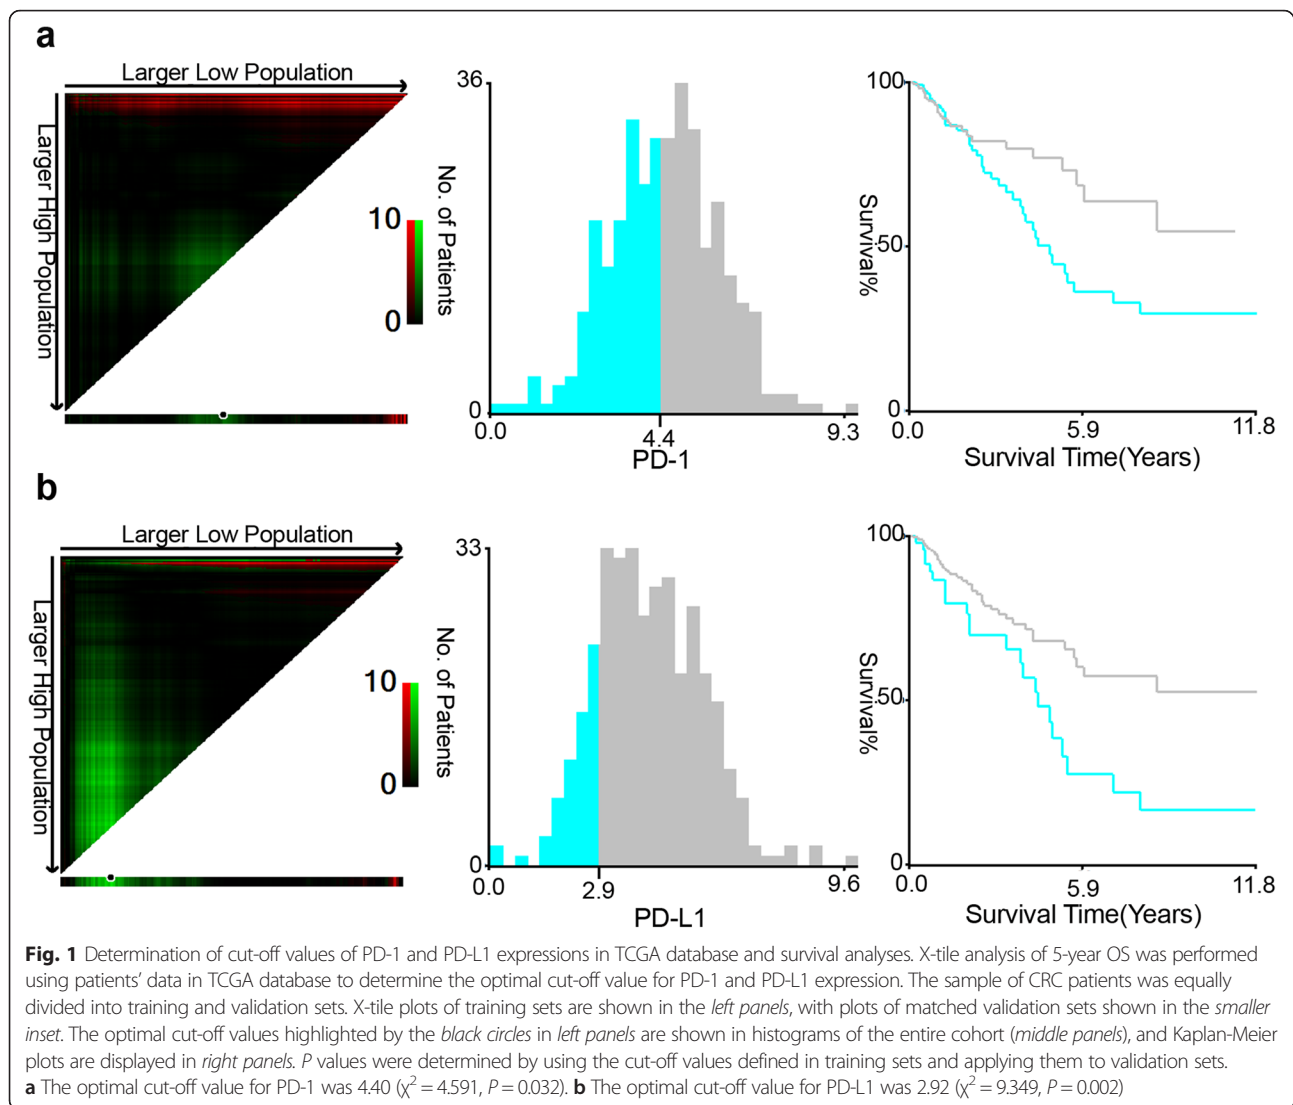 a
Larger Low Population
Larger High Population
10
0
36
No. of Patients
0
0.0
4.4
9.3
PD-1
100
Survival%
50
0
0.0
5.9
11.8
Survival Time(Years)
b
Larger Low Population
Larger High Population
10
0
33
No. of Patients
0
0.0
2.9
9.6
PD-L1
100
Survival%
50
0
0.0
5.9
11.8
Survival Time(Years)
Fig. 1 Determination of cut-off values of PD-1 and PD-L1 expressions in TCGA database and survival analyses. X-tile analysis of 5-year OS was performed
using patients’ data in TCGA database to determine the optimal cut-off value for PD-1 and PD-L1 expression. The sample of CRC patients was equally
divided into training and validation sets. X-tile plots of training sets are shown in the left panels, with plots of matched validation sets shown in the smaller
inset. The optimal cut-off values highlighted by the black circles in left panels are shown in histograms of the entire cohort (middle panels), and Kaplan-Meier
plots are displayed in right panels. P values were determined by using the cut-off values defined in training sets and applying them to validation sets.
a The optimal cut-off value for PD-1 was 4.40 (χ² = 4.591, P = 0.032). b The optimal cut-off value for PD-L1 was 2.92 (χ² = 9.349, P = 0.002)